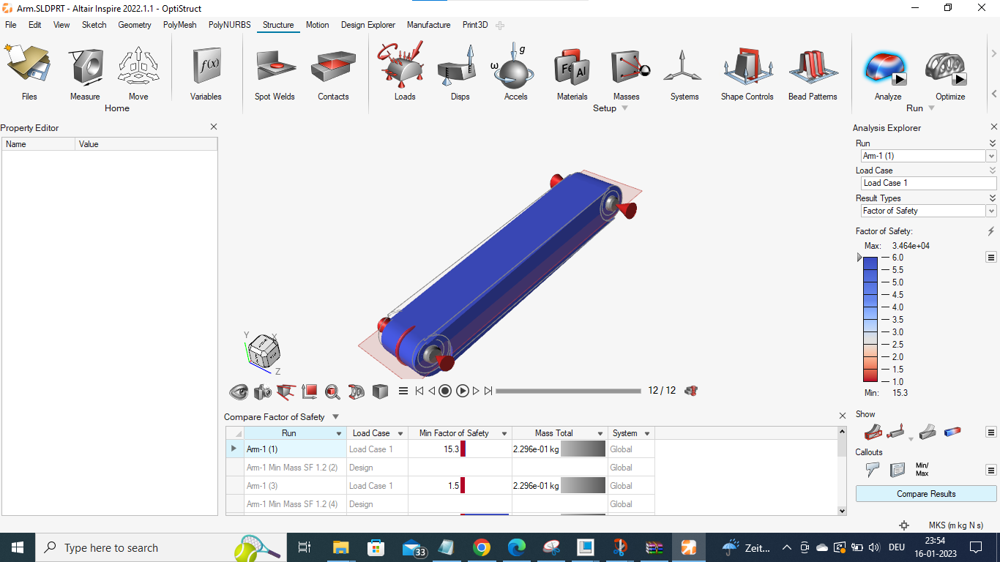 Arm.SLDPRT - Altair Inspire 2022.1.1 - OptiStruct
File Edit View Sketch Geometry PolyMesh PolyNURBS Structure Motion Design Explorer Manufacture Print3D
f(x) g ω Fe Al
Files Measure Move Variables Spot Welds Contacts Loads Disps Accels Materials Masses Systems Shape Controls Bead Patterns Analyze Optimize
Home Setup Run
Property Editor
Name Value
Y X Z
12 / 12
Compare Factor of Safety
Run Load Case Min Factor of Safety Mass Total System
Arm-1 (1) Load Case 1 15.3 2.296e-01 kg Global
Arm-1 Min Mass SF 1.2 (2) Design Global
Arm-1 (3) Load Case 1 1.5 2.296e-01 kg Global
Arm-1 Min Mass SF 1.2 (4) Design Global
Analysis Explorer
Run
Arm-1 (1)
Load Case
Load Case 1
Result Types
Factor of Safety
Factor of Safety:
Max: 3.464e+04
6.0
5.5
5.0
4.5
4.0
3.5
3.0
2.5
2.0
1.5
1.0
Min: 15.3
Show
Callouts
Min/
Max
Compare Results
MKS (m kg N s)
Type here to search
33
Zeit...
DEU
23:54
16-01-2023